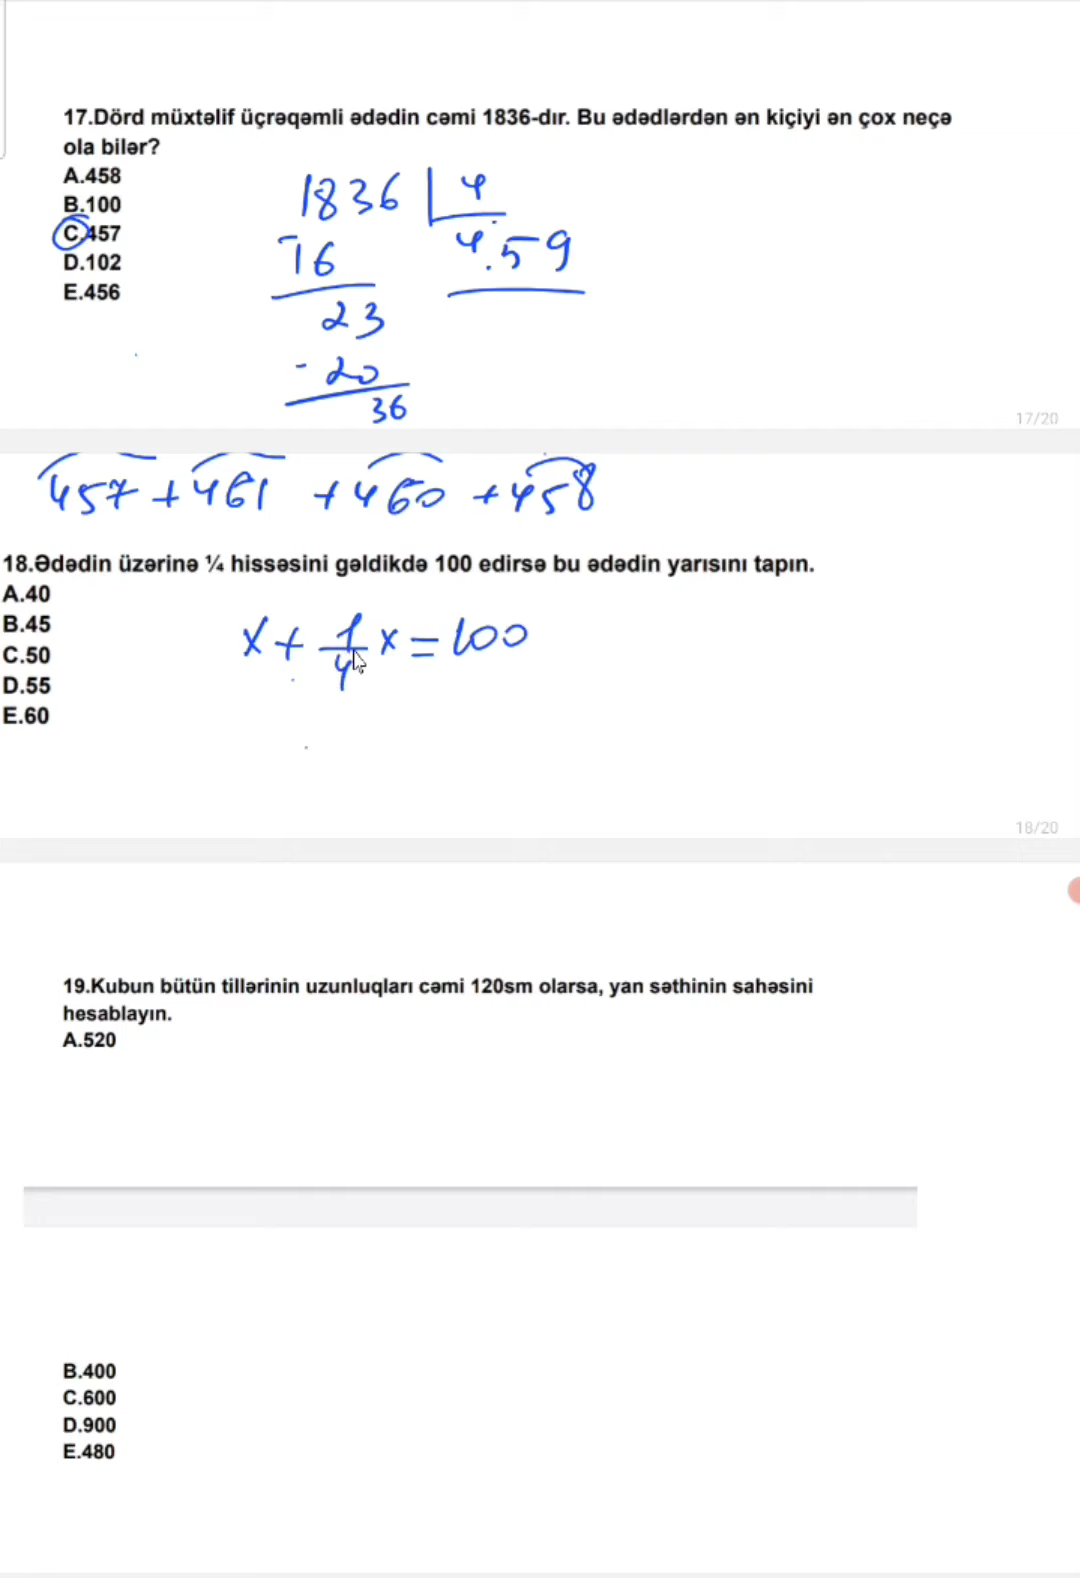 17.Dörd müxtəlif üçrəqəmli ədədin cəmi 1836-dır. Bu ədədlərdən ən kiçiyi ən çox neçə
ola bilər?
A.458
B.100
C.457
D.102
E.456
1836 4
16 4.59
23
- 20
36
17/20
457 + 461 + 460 + 458
18.Ədədin üzərinə ¼ hissəsini gəldikdə 100 edirsə bu ədədin yarısını tapın.
A.40
B.45
C.50
D.55
E.60
x + 1/4 x = 100
18/20
19.Kubun bütün tillərinin uzunluqları cəmi 120sm olarsa, yan səthinin sahəsini
hesablayın.
A.520
B.400
C.600
D.900
E.480